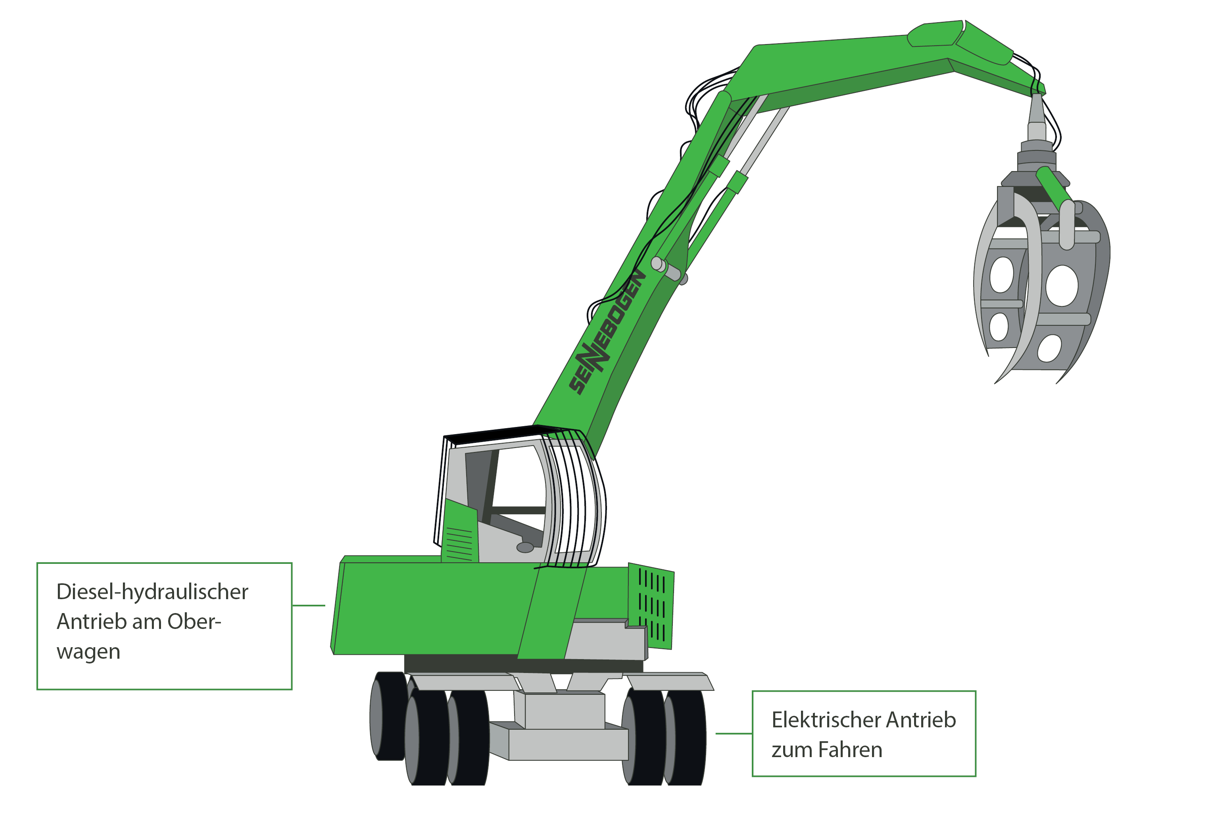 SENNEBOGEN
Diesel-hydraulischer
Antrieb am Ober-
wagen
Elektrischer Antrieb
zum Fahren